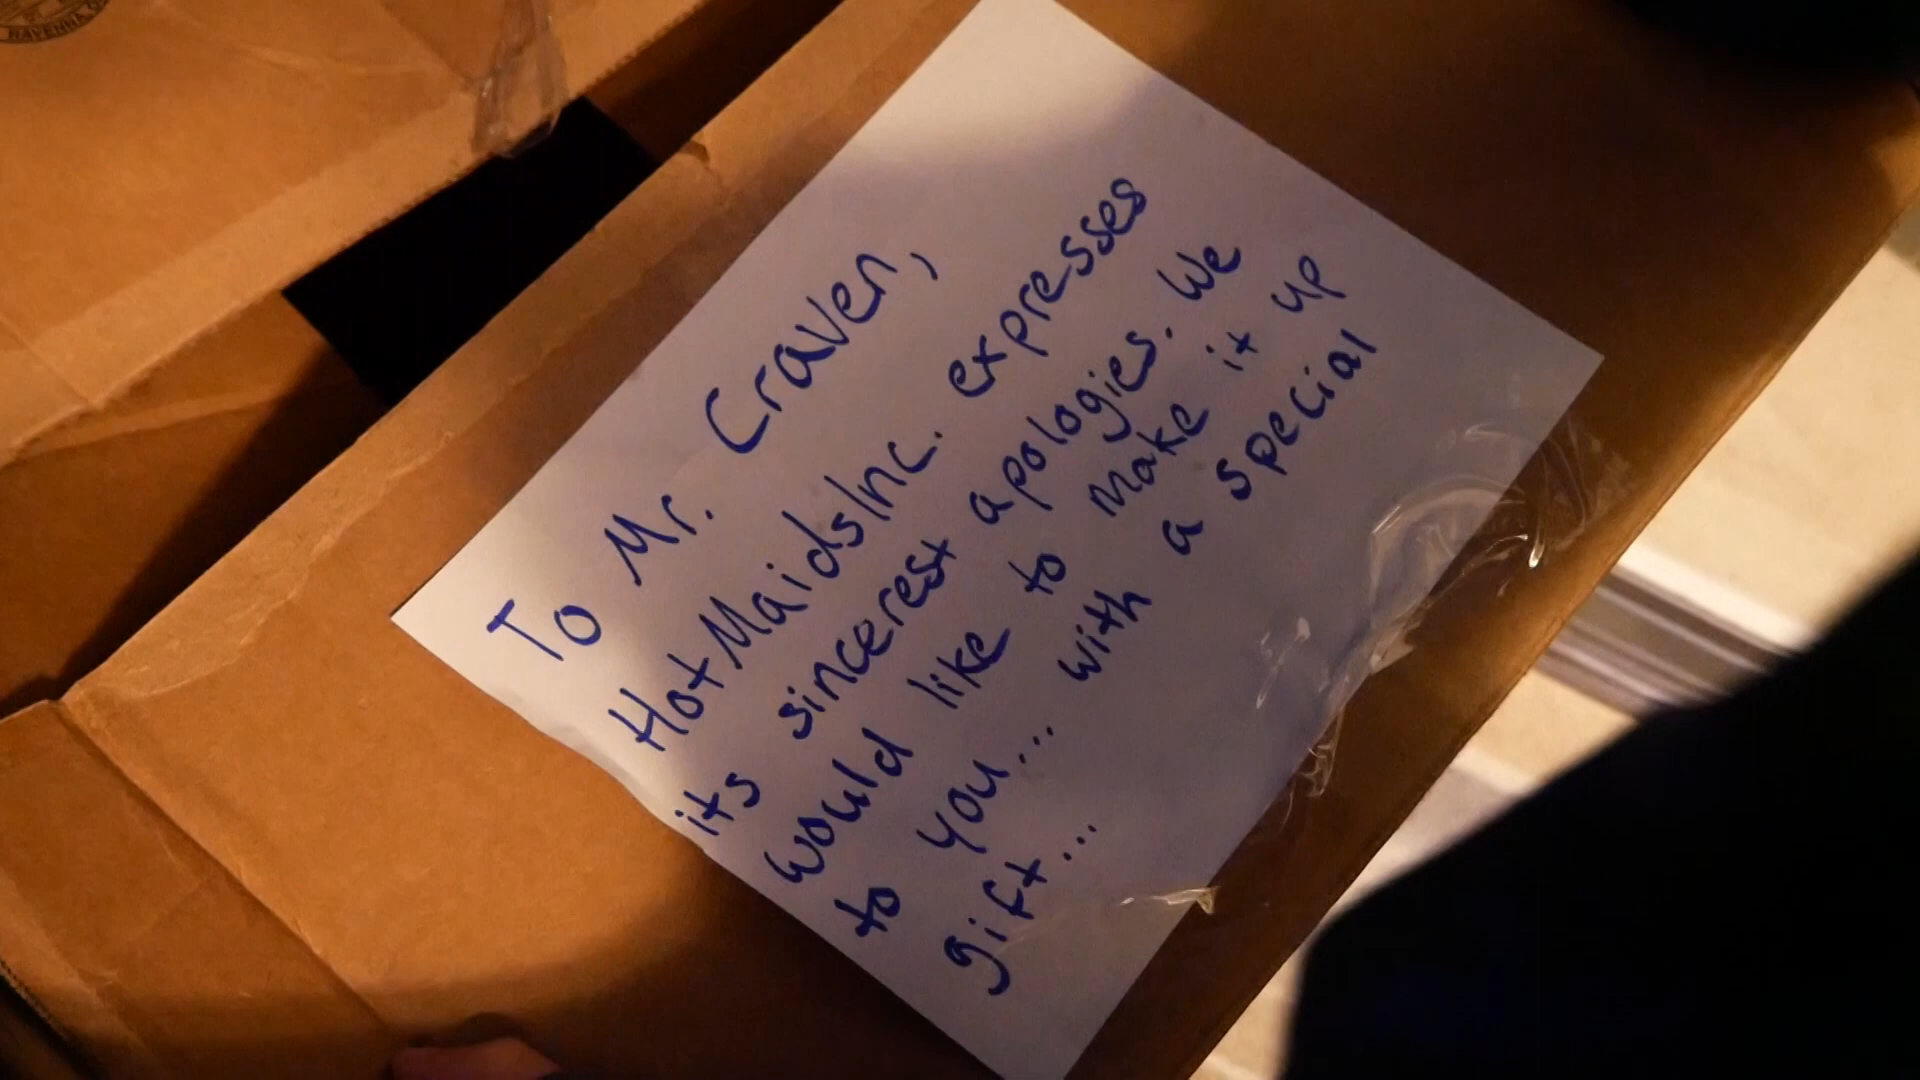 RAVENNA, O
To Mr. Craven,
HotMaidsInc. expresses
its sincerest apologies. We
would like to make it up
to you... with a special
gift...